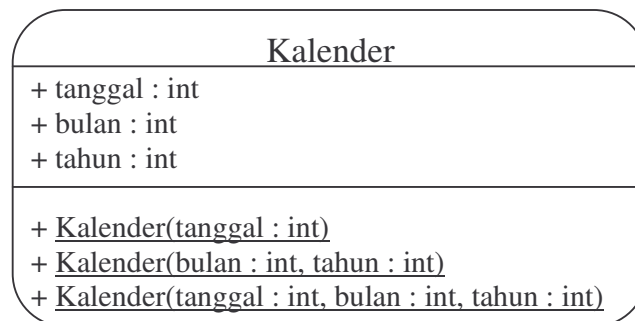 Kalender
+ tanggal : int
+ bulan : int
+ tahun : int
+ Kalender(tanggal : int)
+ Kalender(bulan : int, tahun : int)
+ Kalender(tanggal : int, bulan : int, tahun : int)